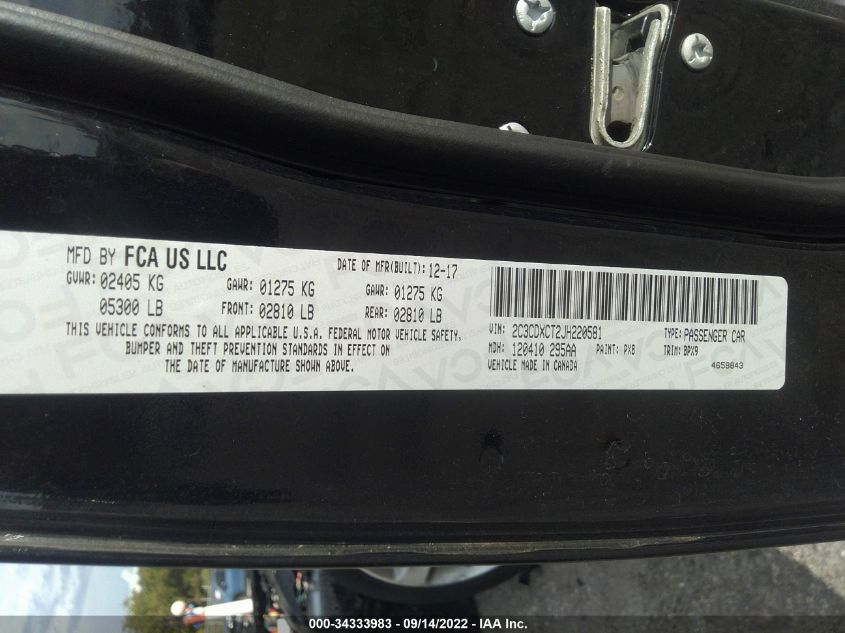 MFD BY FCA US LLC
DATE OF MFR(BUILT): 12-17
GVWR: 02405 KG GAWR: 01275 KG GAWR: 01275 KG
05300 LB FRONT: 02810 LB REAR: 02810 LB
THIS VEHICLE CONFORMS TO ALL APPLICABLE U.S.A. FEDERAL MOTOR VEHICLE SAFETY,
BUMPER AND THEFT PREVENTION STANDARDS IN EFFECT ON
THE DATE OF MANUFACTURE SHOWN ABOVE.
VIN: 2C3CDXCT2JH220581 TYPE: PASSENGER CAR
MDH: 120410 295AA PAINT: PX8 TRIM: BPX9
VEHICLE MADE IN CANADA 4659843
000-34333983 - 09/14/2022 - IAA Inc.